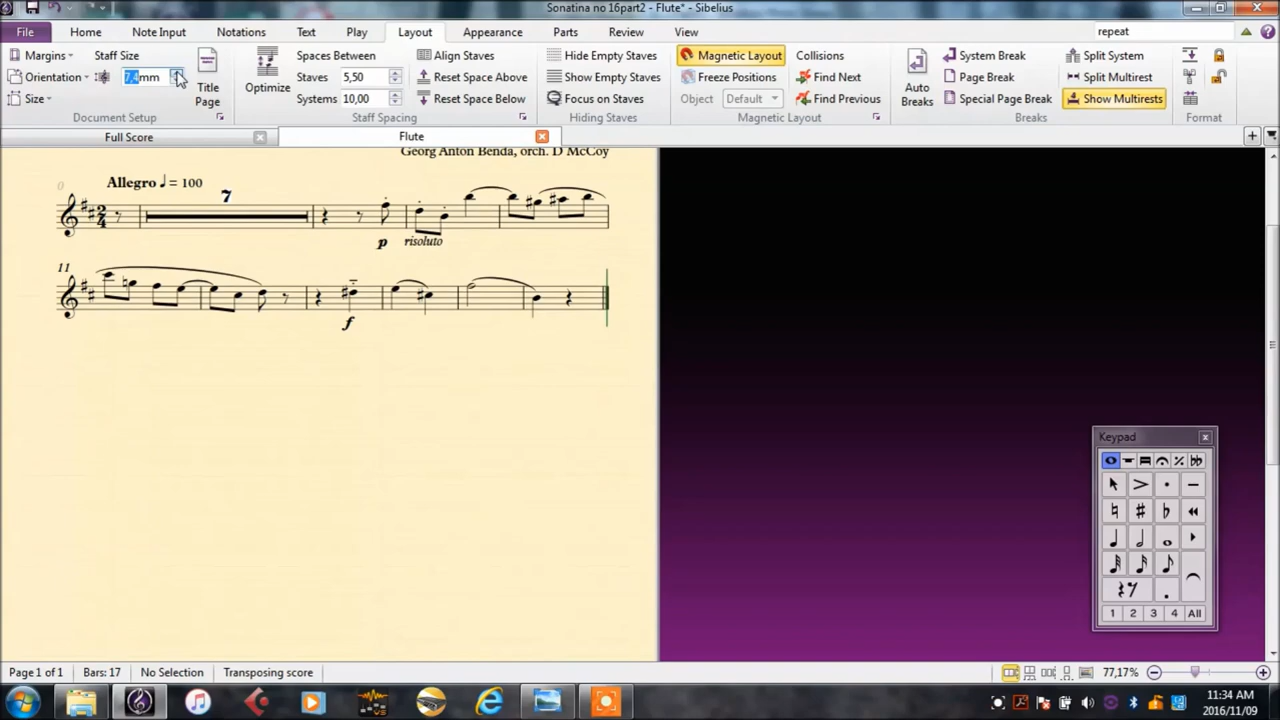 Sonatina no 16part2 - Flute* - Sibelius
File Home Note Input Notations Text Play Layout Appearance Parts Review View repeat
Margins Staff Size Spaces Between Align Staves Hide Empty Staves Magnetic Layout Collisions System Break Split System
Orientation 7,4mm Title Page Optimize Staves 5,50 Reset Space Above Show Empty Staves Freeze Positions Find Next Auto Breaks Page Break Split Multirest
Size Systems 10,00 Reset Space Below Focus on Staves Object Default Find Previous Special Page Break Show Multirests
Document Setup Staff Spacing Hiding Staves Magnetic Layout Breaks Format
Full Score Flute
Georg Anton Benda, orch. D McCoy
0 Allegro ♩ = 100
7
2
4
p risoluto
11
f
Keypad
1 2 3 4 All
Page 1 of 1 Bars: 17 No Selection Transposing score 77,17%
11:34 AM
2016/11/09